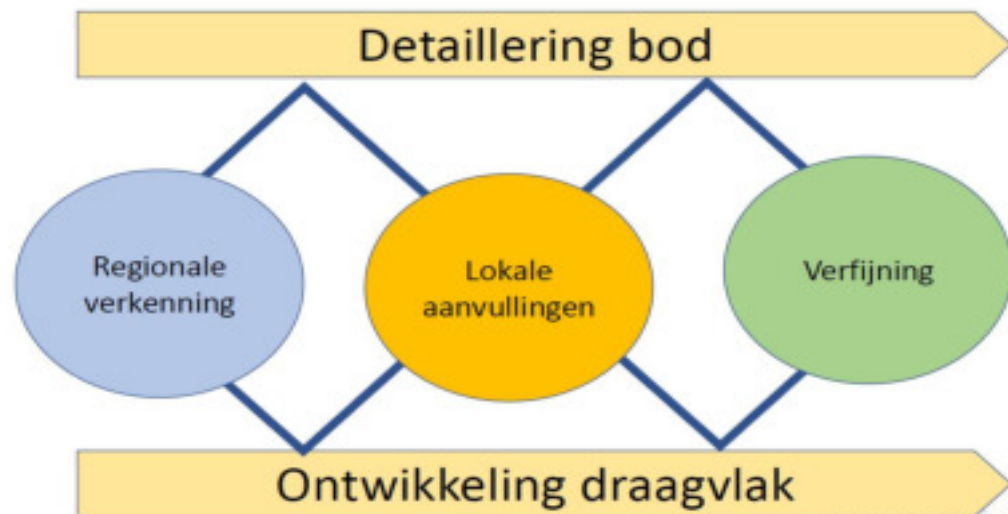 Detaillering bod
Regionale
verkenning
Lokale
aanvullingen
Verfijning
Ontwikkeling draagvlak